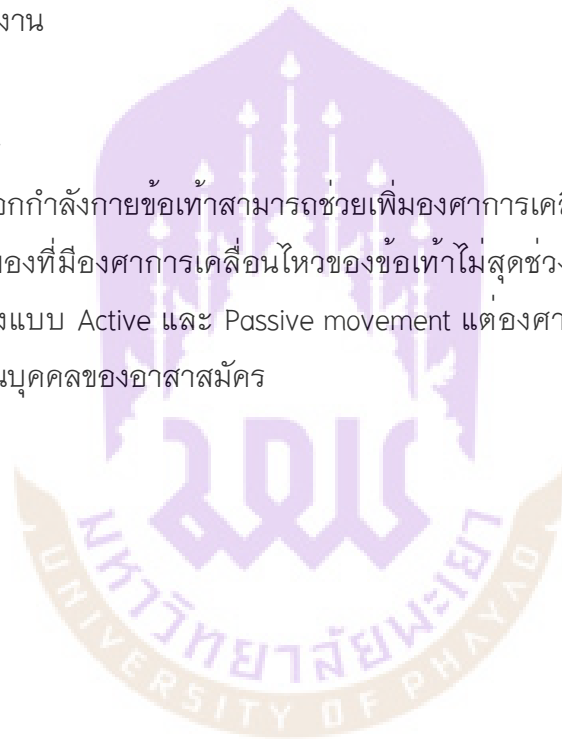 งาน
อกกำลังกายข้อเท้าสามารถช่วยเพิ่มองศาการเคลื่
ของที่มีองศาการเคลื่อนไหวของข้อเท้าไม่สุดช่วง
งแบบ Active และ Passive movement แต่องศา
นบุคคลของอาสาสมัคร
มพ
มหาวิทยาลัยพะเยา
UNIVERSITY OF PHAYAO